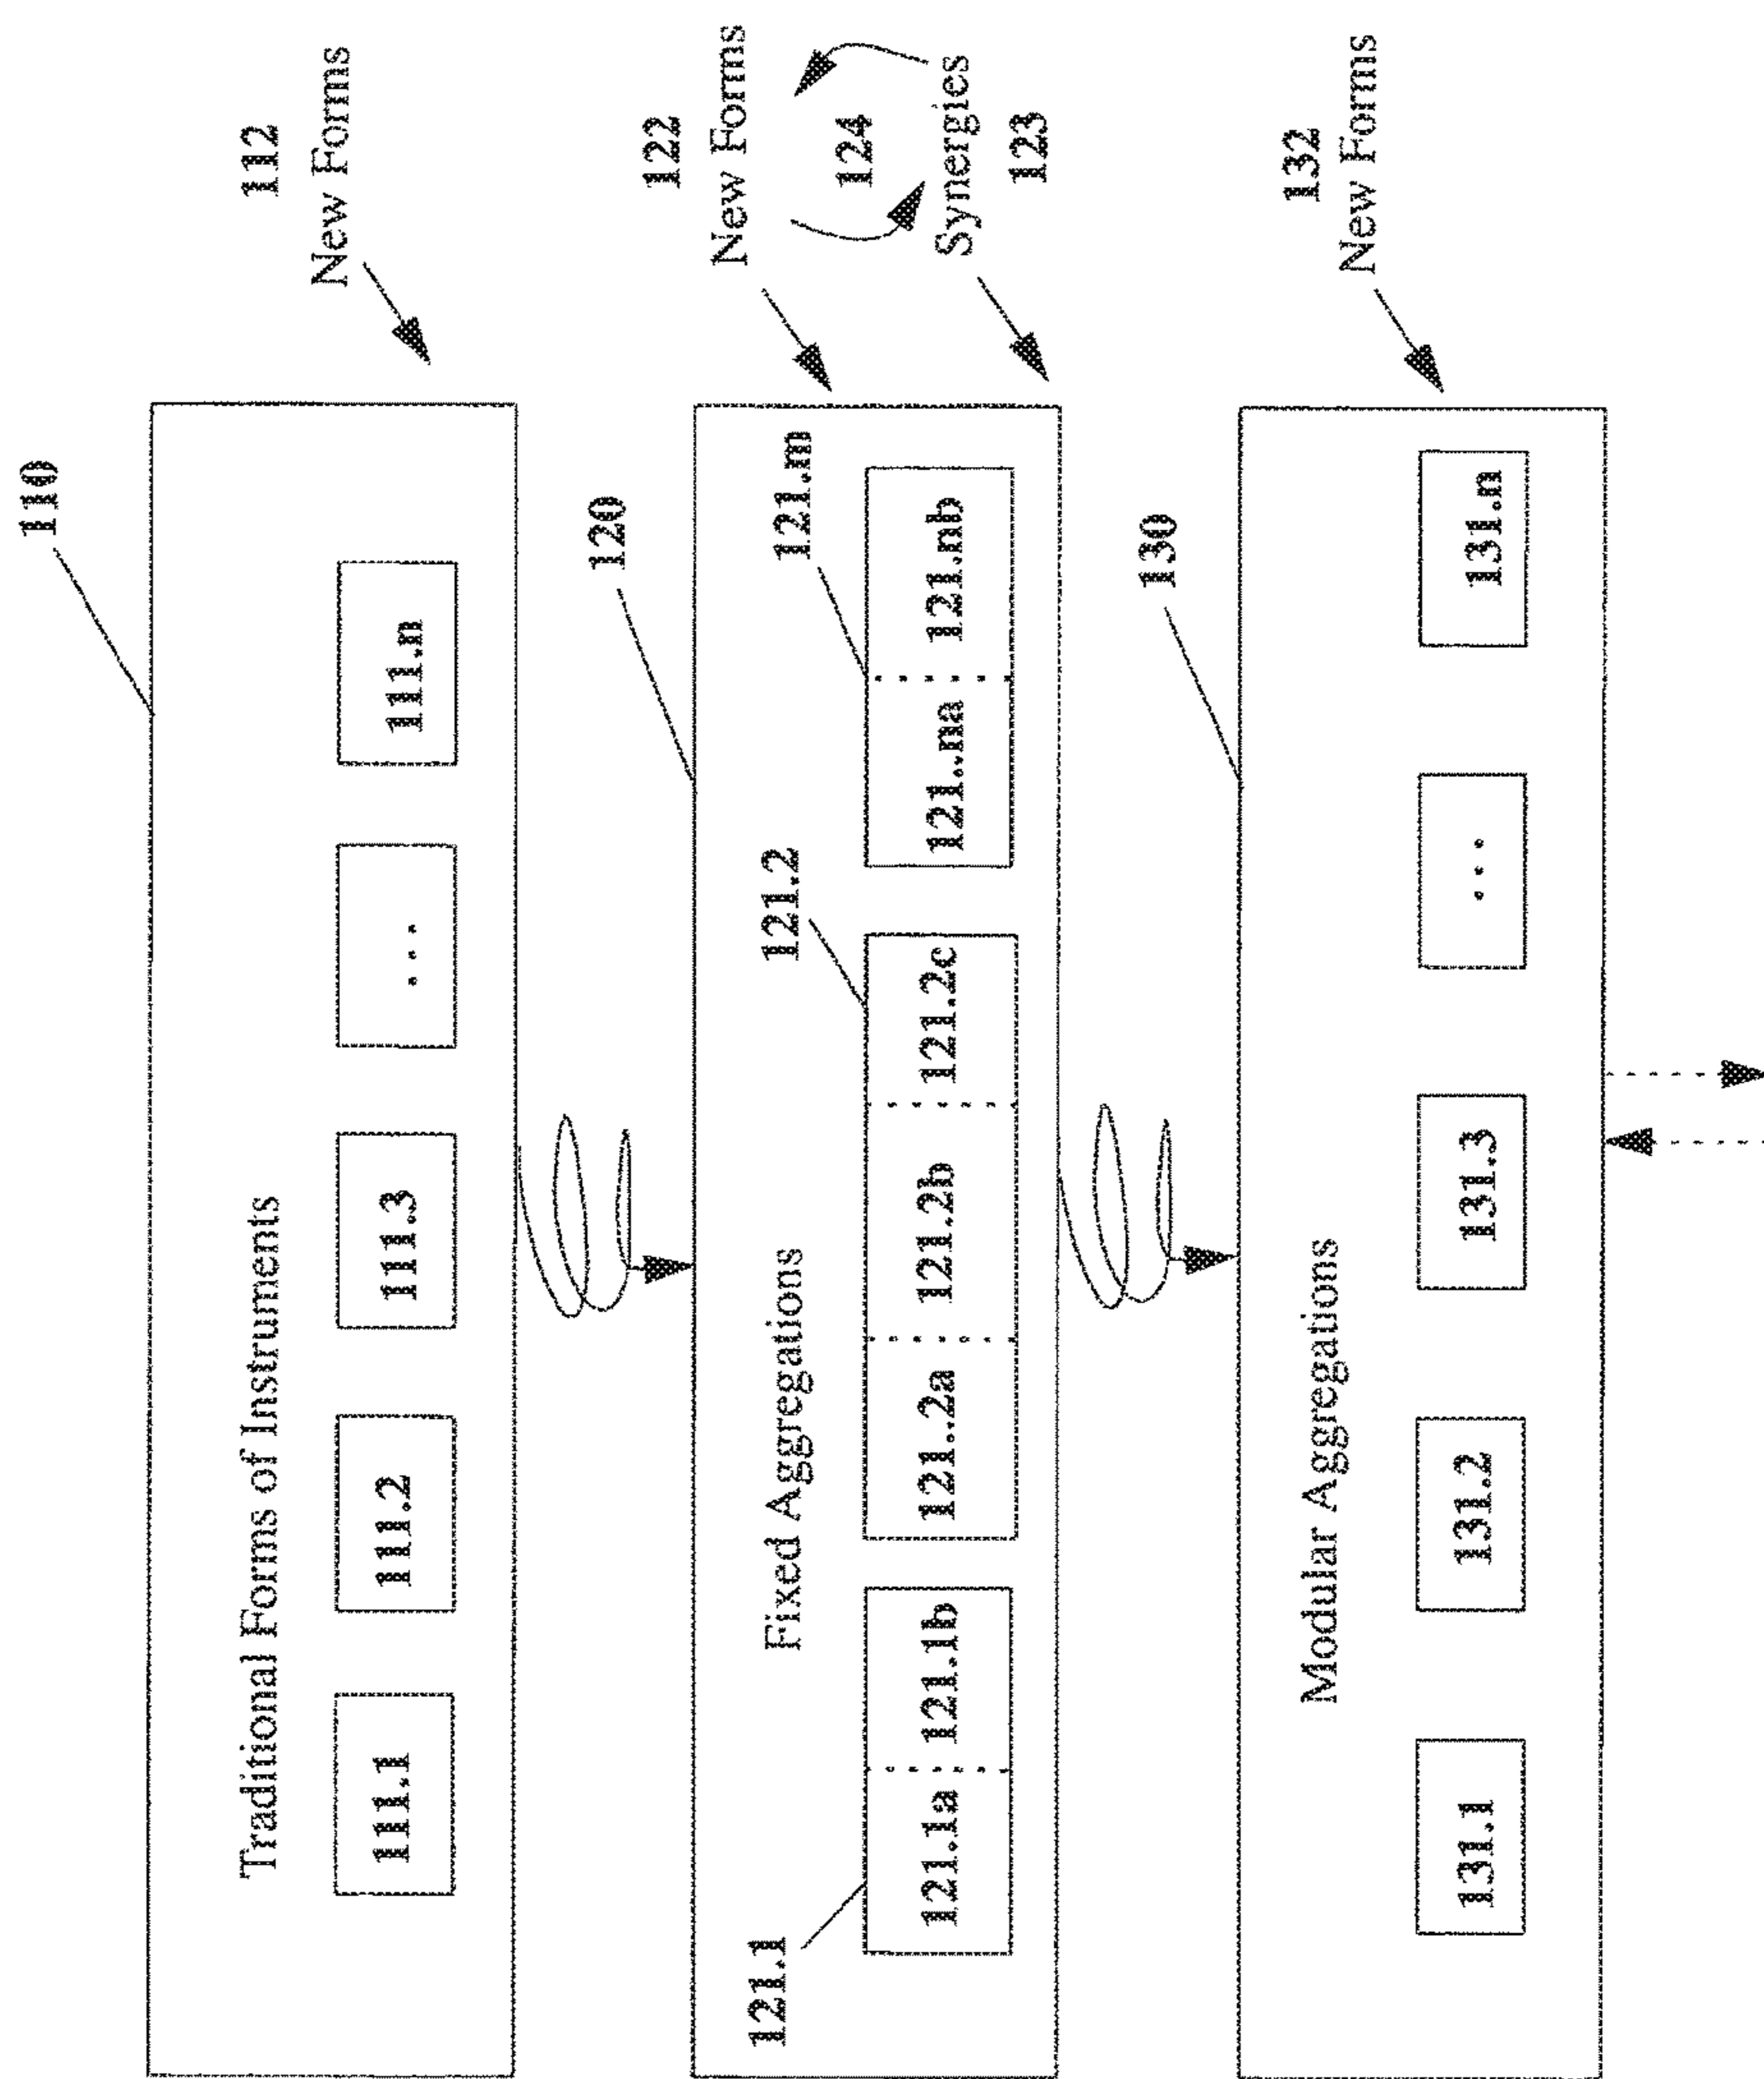 110
Traditional Forms of Instruments
111.1
111.2
111.3
...
111.n
112
New Forms
120
Fixed Aggregations
121.1
121.1a
121.1b
121.2
121.2a
121.2b
121.2c
121.m
121.na
121.nb
122
New Forms
124
Synergies
123
130
Modular Aggregations
131.1
131.2
131.3
...
131.n
132
New Forms